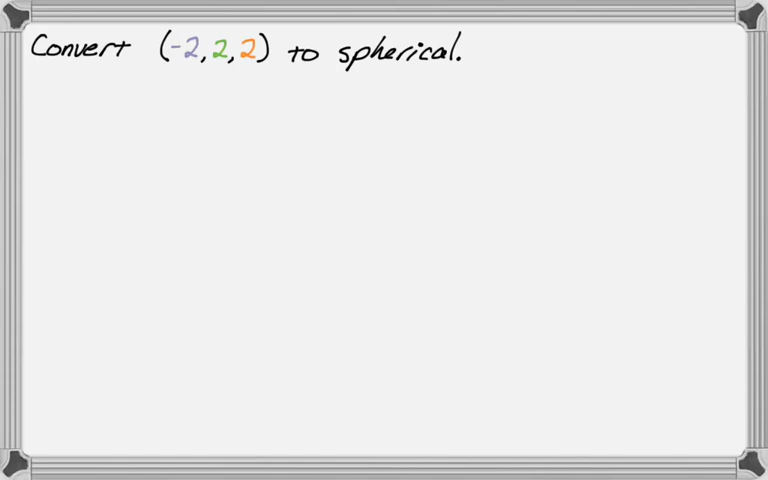 Convert (-2, 2, 2) to spherical.